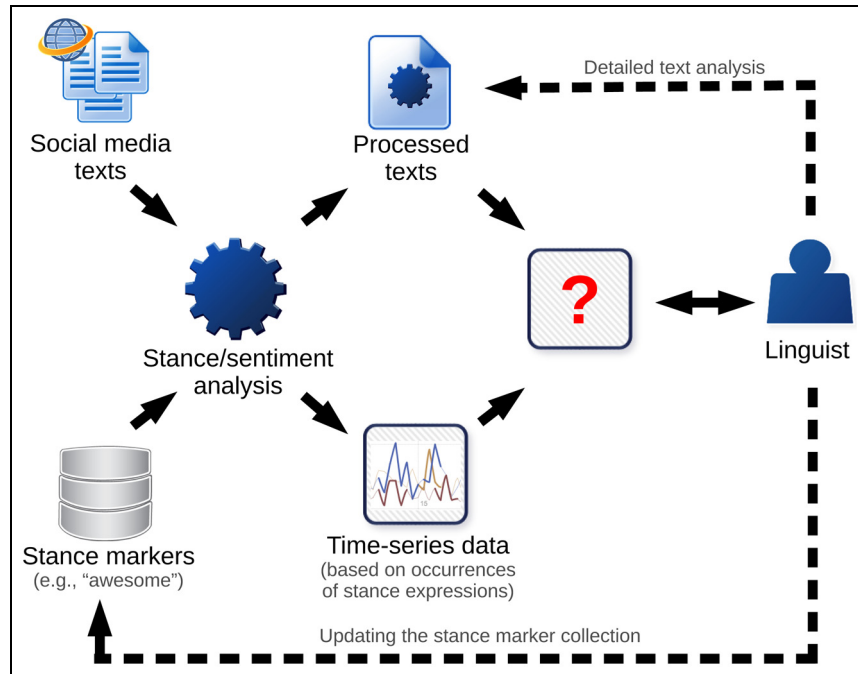 Social media
texts
Processed
texts
Detailed text analysis
Stance/sentiment
analysis
?
Linguist
Stance markers
(e.g., “awesome”)
15
Time-series data
(based on occurrences
of stance expressions)
Updating the stance marker collection